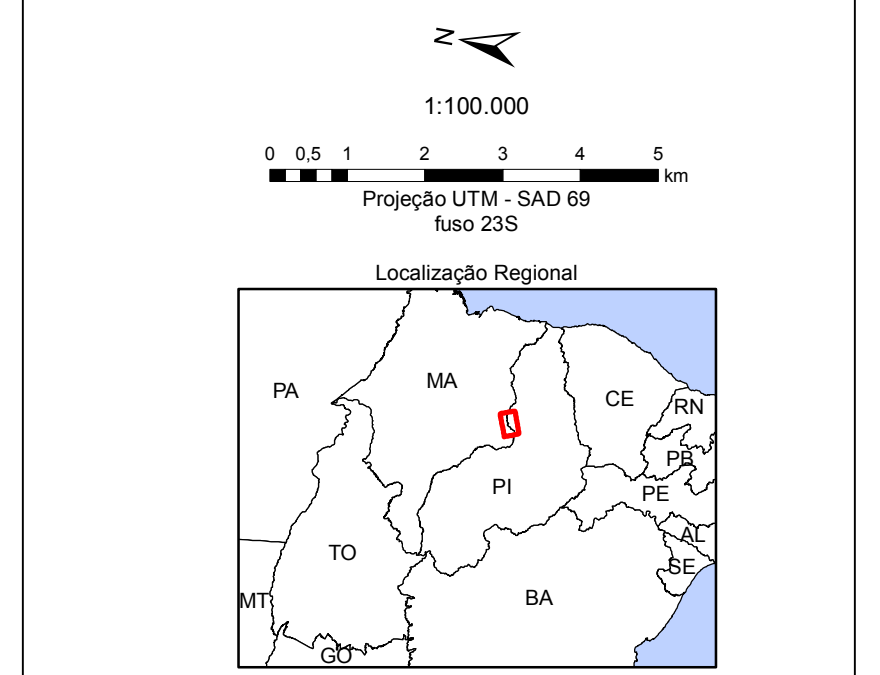 N
1:100.000
0 0,5 1 2 3 4 5
km
Projeção UTM - SAD 69
fuso 23S
Localização Regional
PA
MA
CE
RN
PB
PI
PE
AL
TO
SE
BA
MT
GO